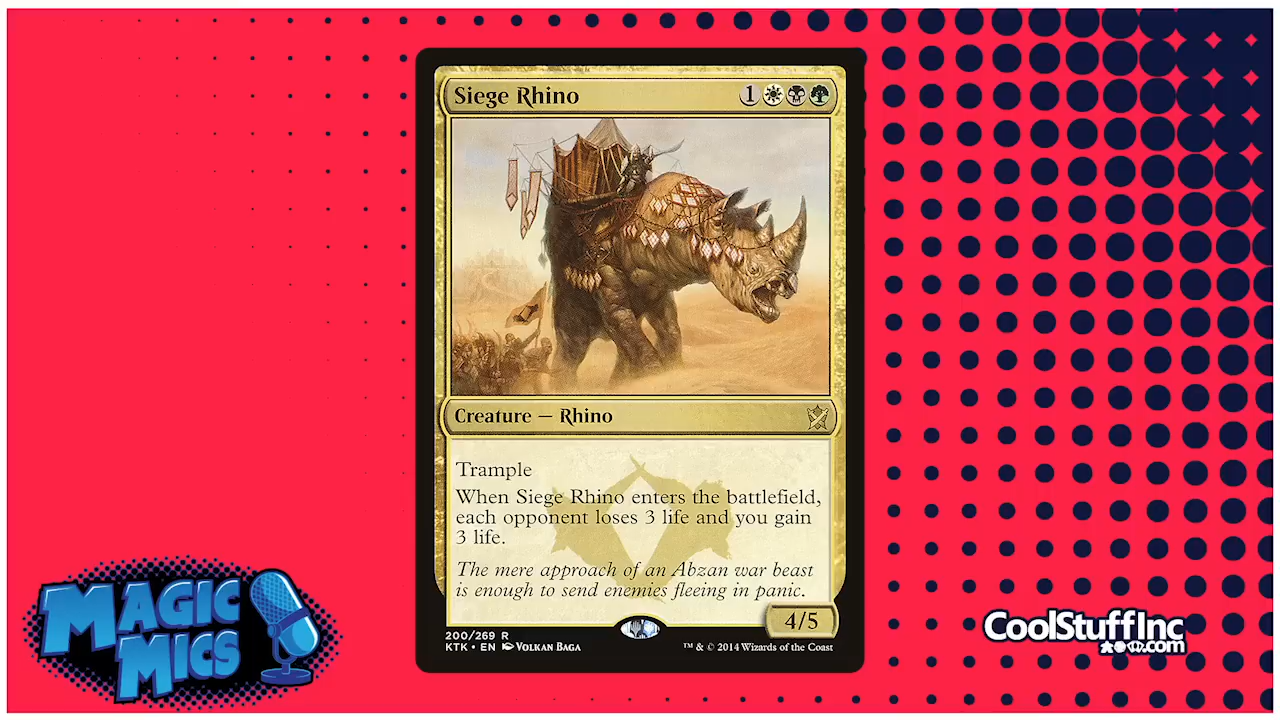 Siege Rhino 1
Creature — Rhino
Trample
When Siege Rhino enters the battlefield,
each opponent loses 3 life and you gain
3 life.
The mere approach of an Abzan war beast
is enough to send enemies fleeing in panic.
4/5
200/269 R
KTK • EN VOLKAN BAGA
™ & © 2014 Wizards of the Coast
MAGIC
MICS
CoolStuffInc
.com